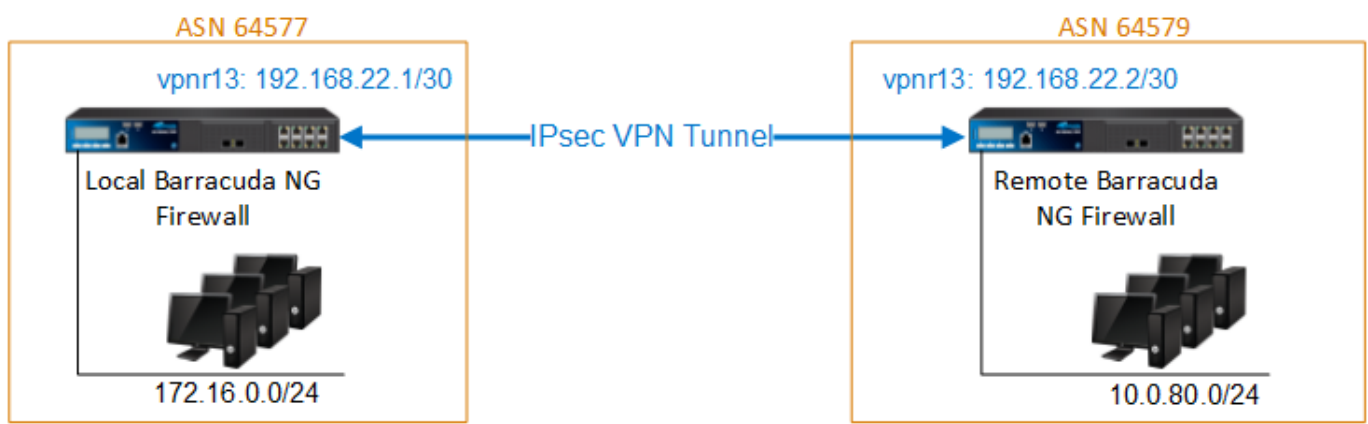 ASN 64577
ASN 64579
vpnr13: 192.168.22.1/30
vpnr13: 192.168.22.2/30
IPsec VPN Tunnel
Local Barracuda NG
Firewall
Remote Barracuda
NG Firewall
172.16.0.0/24
10.0.80.0/24